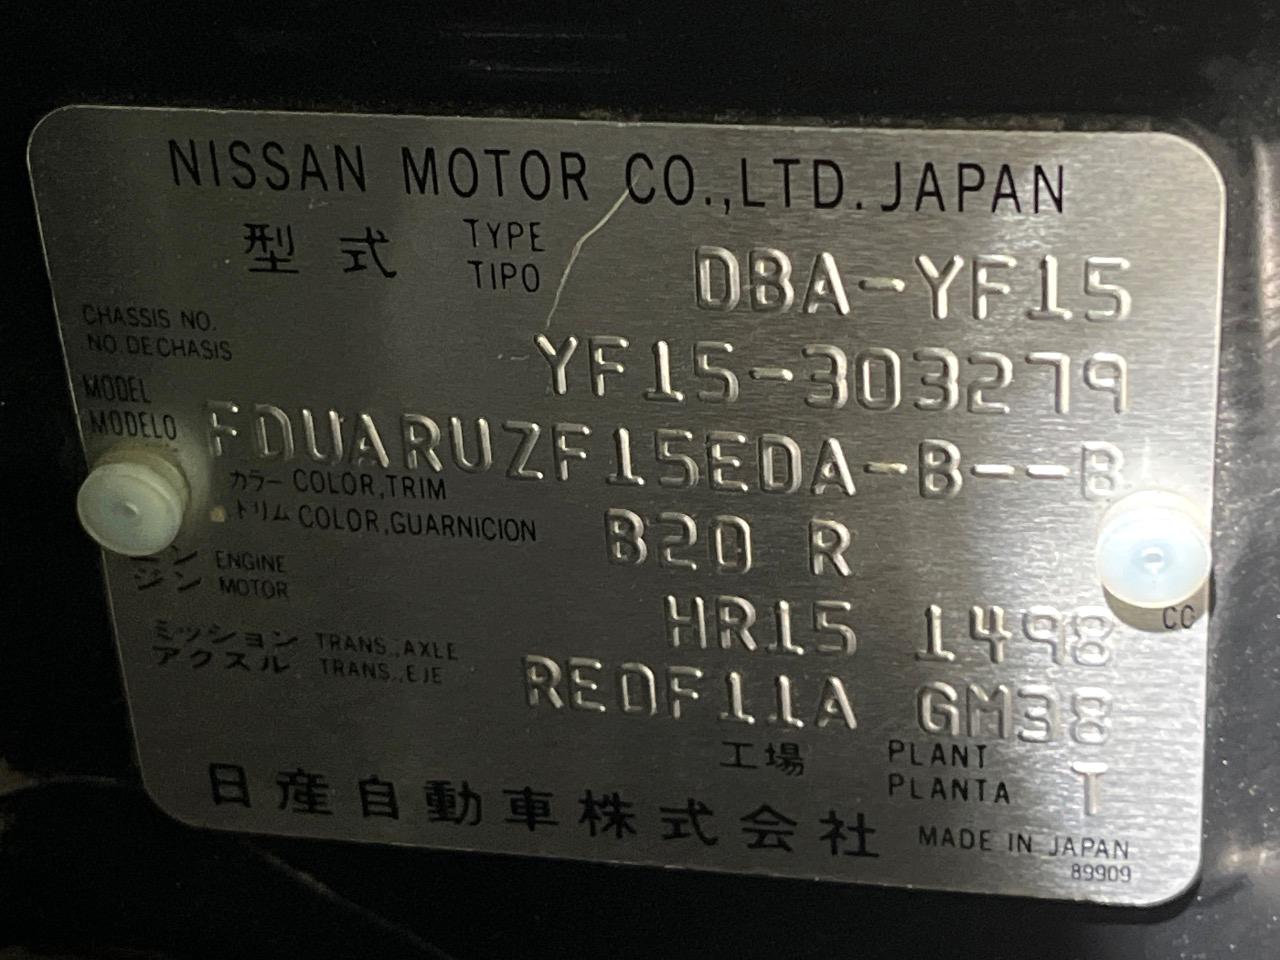 NISSAN MOTOR CO.,LTD. JAPAN
型式 TYPE TIPO DBA-YF15
CHASSIS NO.
NO.DECHASIS YF15-303279
MODEL
MODELO FDUARUZF15EDA-B--B
カラー COLOR,TRIM
トリム COLOR,GUARNICION B20 R
ン ENGINE
ジン MOTOR HR15 1498 CC
ミッション TRANS.,AXLE
アクスル TRANS.,EJE RE0F11A GM38
工場 PLANT
PLANTA T
日産自動車株式会社 MADE IN JAPAN
89909